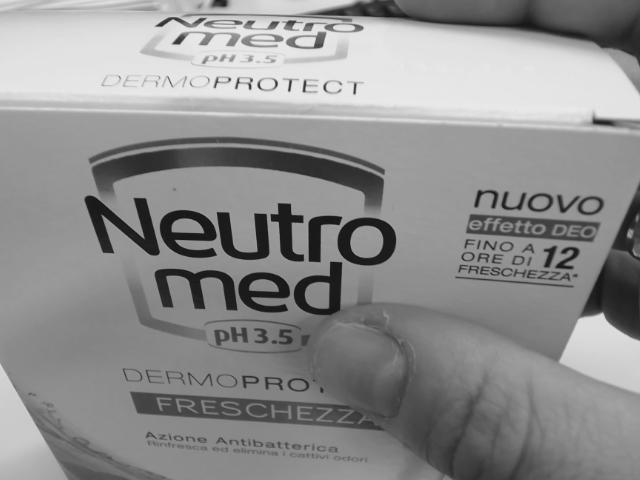 Neutro
med
pH 3.5
DERMOPROTECT
Neutro
med
pH 3.5
DERMOPROT
FRESCHEZZA
Azione Antibatterica
Rinfresca ed elimina i cattivi odori
nuovo
effetto DEO
FINO A
ORE DI 12
FRESCHEZZA*